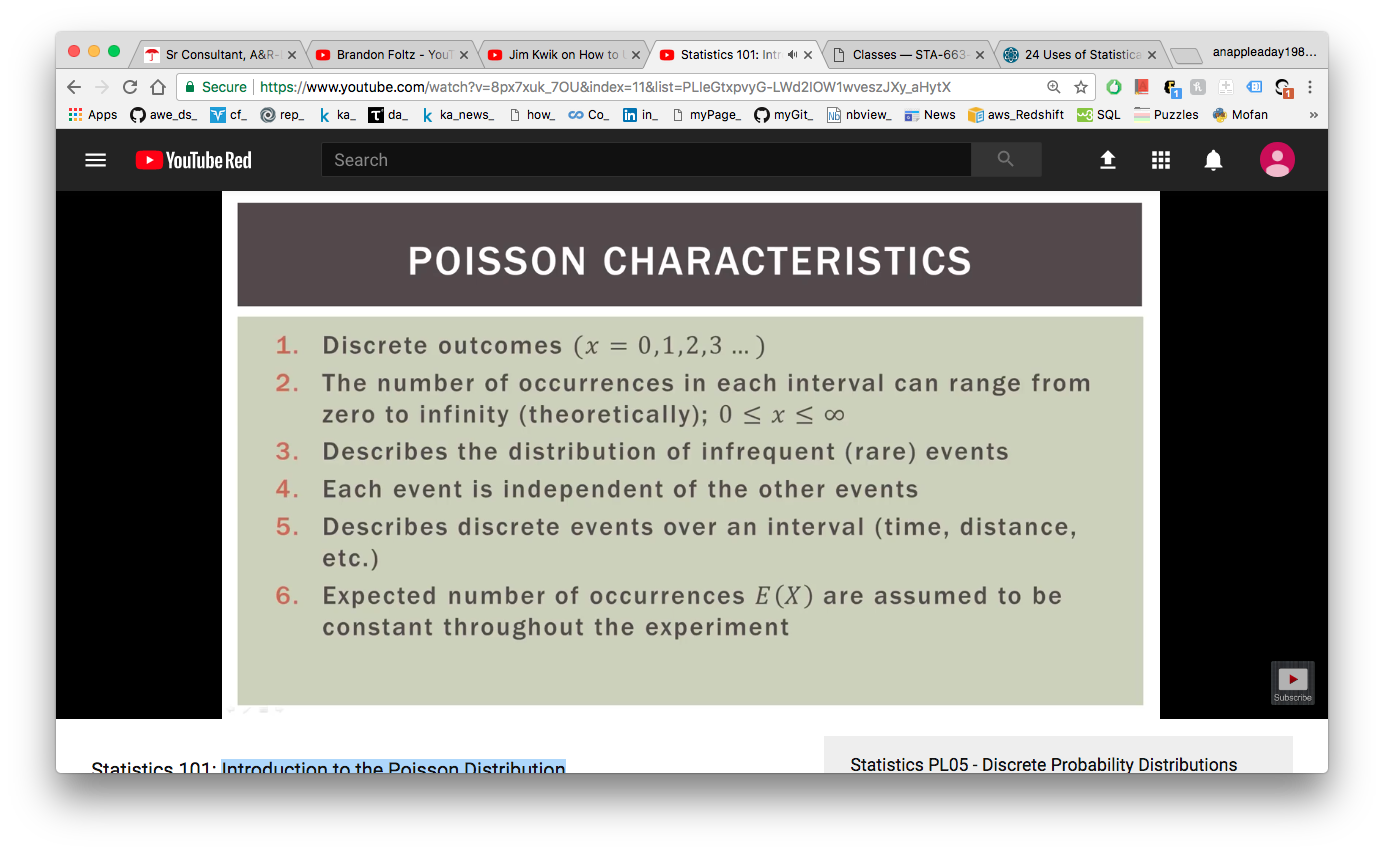 Sr Consultant, A&R-
Brandon Foltz - YouT
Jim Kwik on How to U
Statistics 101: Intr
Classes — STA-663-
24 Uses of Statistica
anappleaday198...
Secure
https://www.youtube.com/watch?v=8px7xuk_7OU&index=11&list=PLIeGtxpvyG-LWd2IOW1wveszJXy_aHytX
1
1
Apps awe_ds_ cf_ rep_ ka_ da_ ka_news_ how_ Co_ in_ myPage_ myGit_ nbview_ News aws_Redshift SQL Puzzles Mofan »
YouTube Red
Search
POISSON CHARACTERISTICS
1. Discrete outcomes (x = 0,1,2,3 … )
2. The number of occurrences in each interval can range from
zero to infinity (theoretically); 0 ≤ x ≤ ∞
3. Describes the distribution of infrequent (rare) events
4. Each event is independent of the other events
5. Describes discrete events over an interval (time, distance,
etc.)
6. Expected number of occurrences E(X) are assumed to be
constant throughout the experiment
Subscribe
Statistics 101: Introduction to the Poisson Distribution
Statistics PL05 - Discrete Probability Distributions